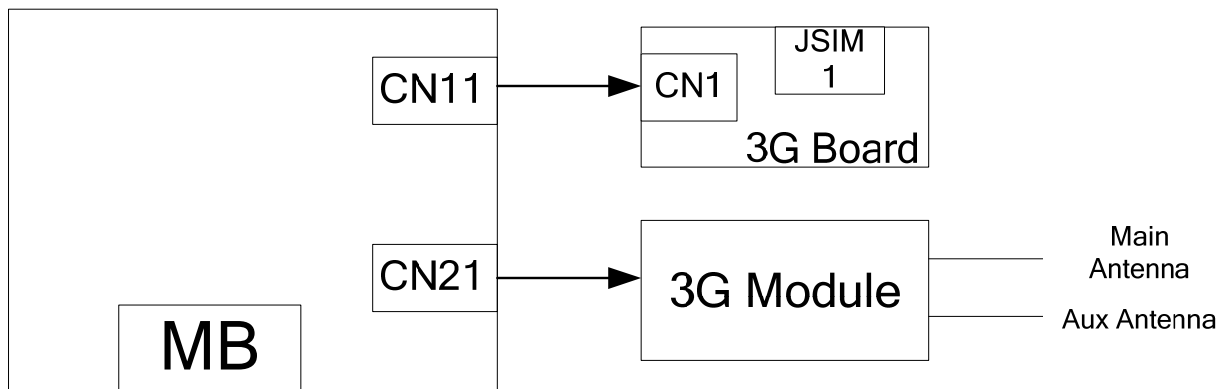 CN11
CN1
JSIM
1
3G Board
CN21
3G Module
Main
Antenna
Aux Antenna
MB